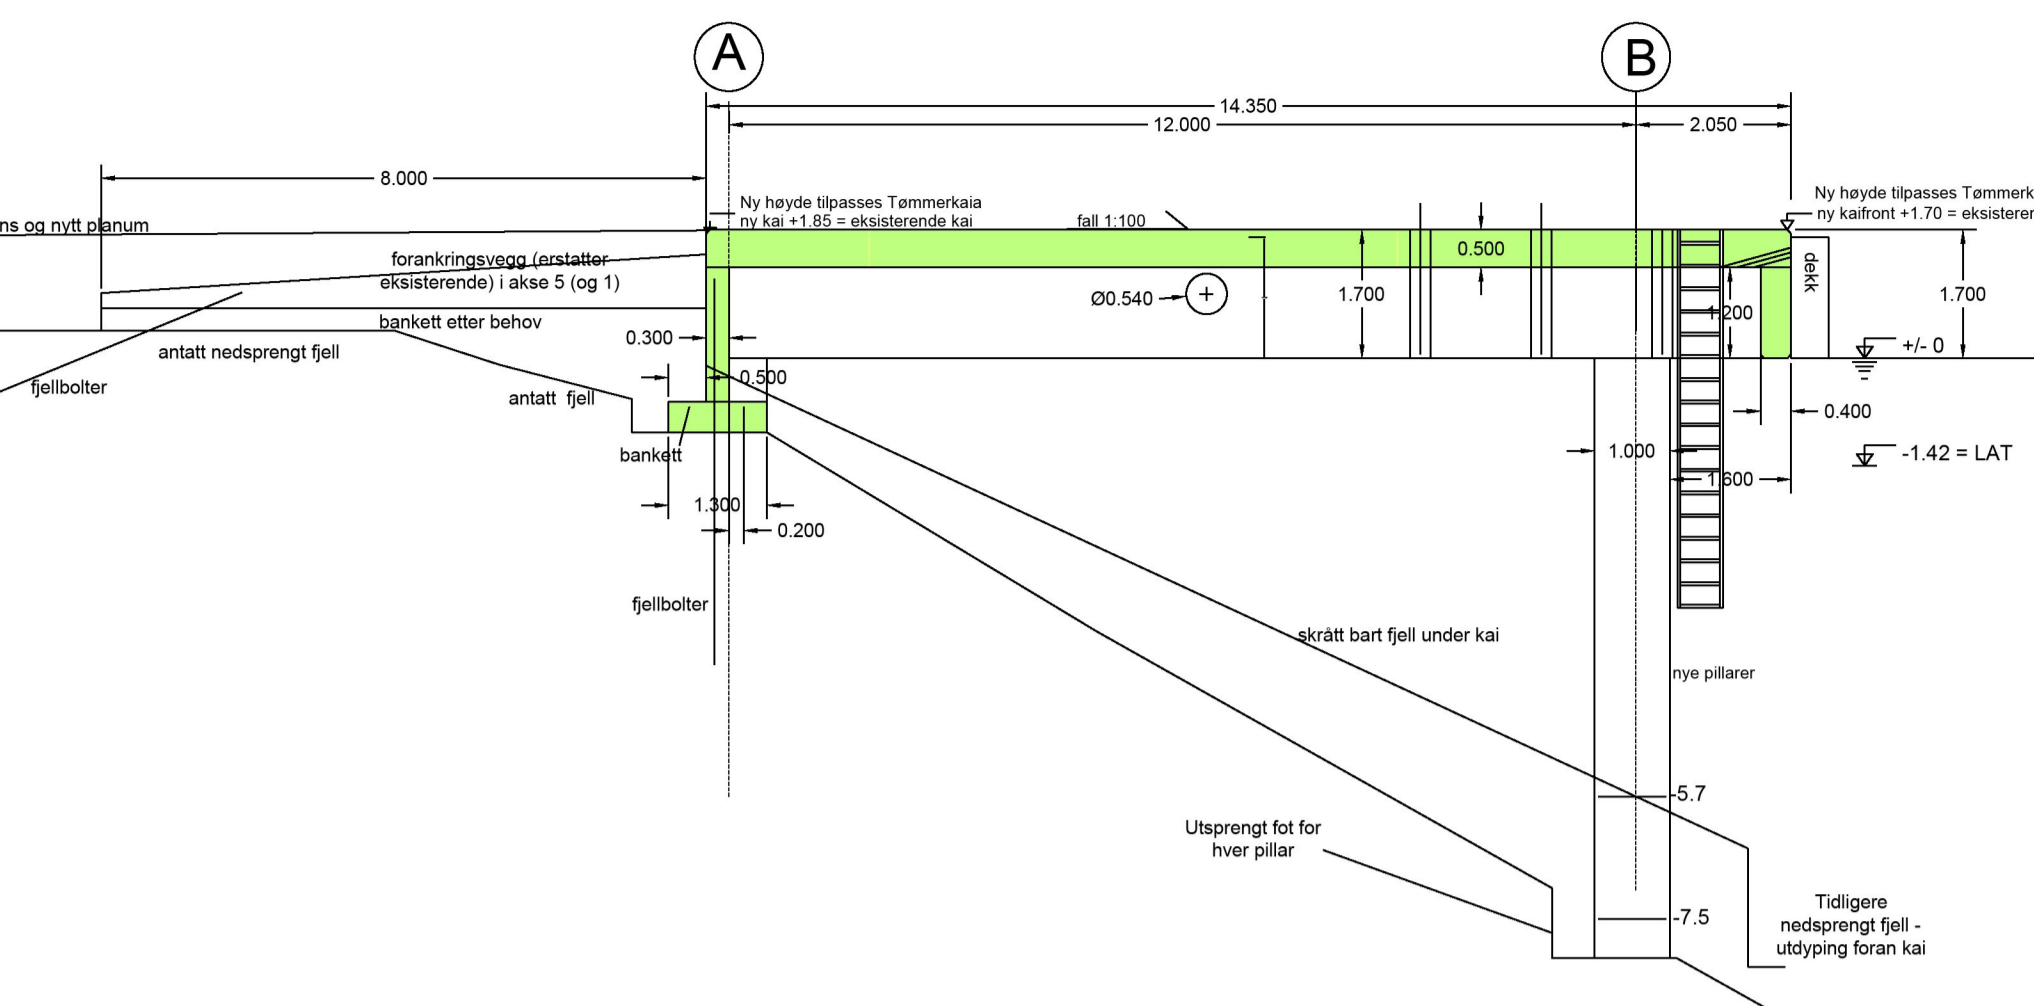 A
B
14.350
12.000
2.050
8.000
Ny høyde tilpasses Tømmerkaia
ny kai +1.85 = eksisterende kai
fall 1:100
Ny høyde tilpasses Tømmerk
ny kaifront +1.70 = eksisterer
ns og nytt planum
forankringsvegg (erstatter
eksisterende) i akse 5 (og 1)
0.500
dekk
Ø0.540
1.700
1.200
1.700
bankett etter behov
0.300
+/- 0
antatt nedsprengt fjell
fjellbolter
0.500
antatt fjell
0.400
bankett
1.000
-1.42 = LAT
1.300
1.600
0.200
fjellbolter
skrått bart fjell under kai
nye pillarer
-5.7
Utsprengt fot for
hver pillar
-7.5
Tidligere
nedsprengt fjell -
utdyping foran kai